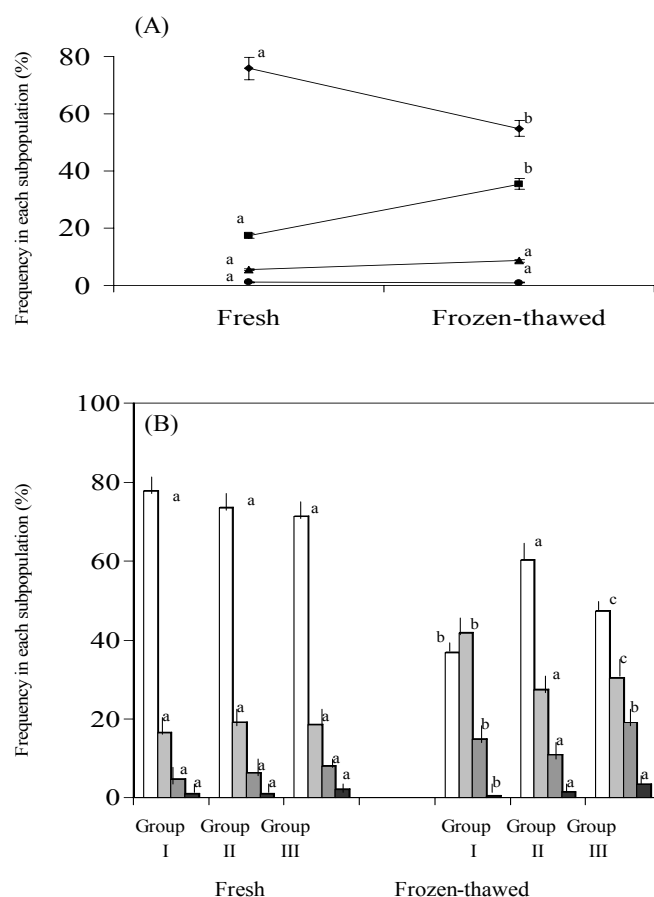 (A)
Frequency in each subpopulation (%)
80
60
40
20
0
a
b
a
b
a
a
a
a
Fresh Frozen-thawed
(B)
Frequency in each subpopulation (%)
100
80
60
40
20
0
a a a a b b c
a a a b a c b
a a a a a a b a a
Group Group Group Group Group Group
I II III I II III
Fresh Frozen-thawed